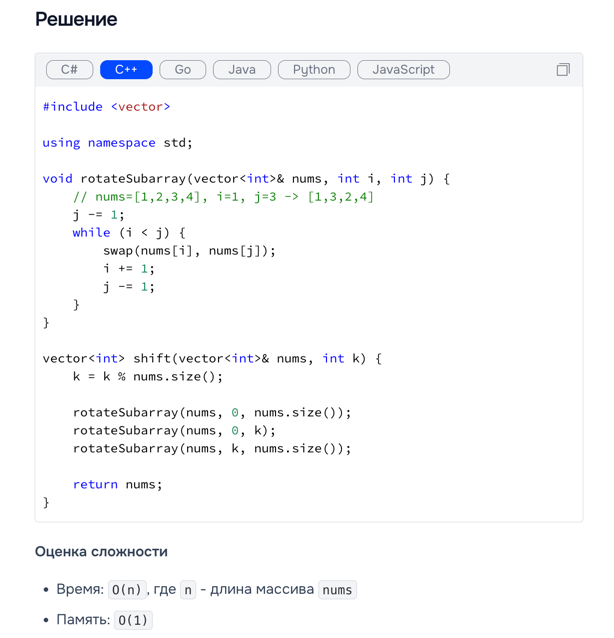 Решение
C# C++ Go Java Python JavaScript
#include <vector>
using namespace std;
void rotateSubarray(vector<int>& nums, int i, int j) {
    // nums=[1,2,3,4], i=1, j=3 -> [1,3,2,4]
    j -= 1;
    while (i < j) {
        swap(nums[i], nums[j]);
        i += 1;
        j -= 1;
    }
}
vector<int> shift(vector<int>& nums, int k) {
    k = k % nums.size();
    rotateSubarray(nums, 0, nums.size());
    rotateSubarray(nums, 0, k);
    rotateSubarray(nums, k, nums.size());
    return nums;
}
Оценка сложности
• Время: O(n), где n - длина массива nums
• Память: O(1)